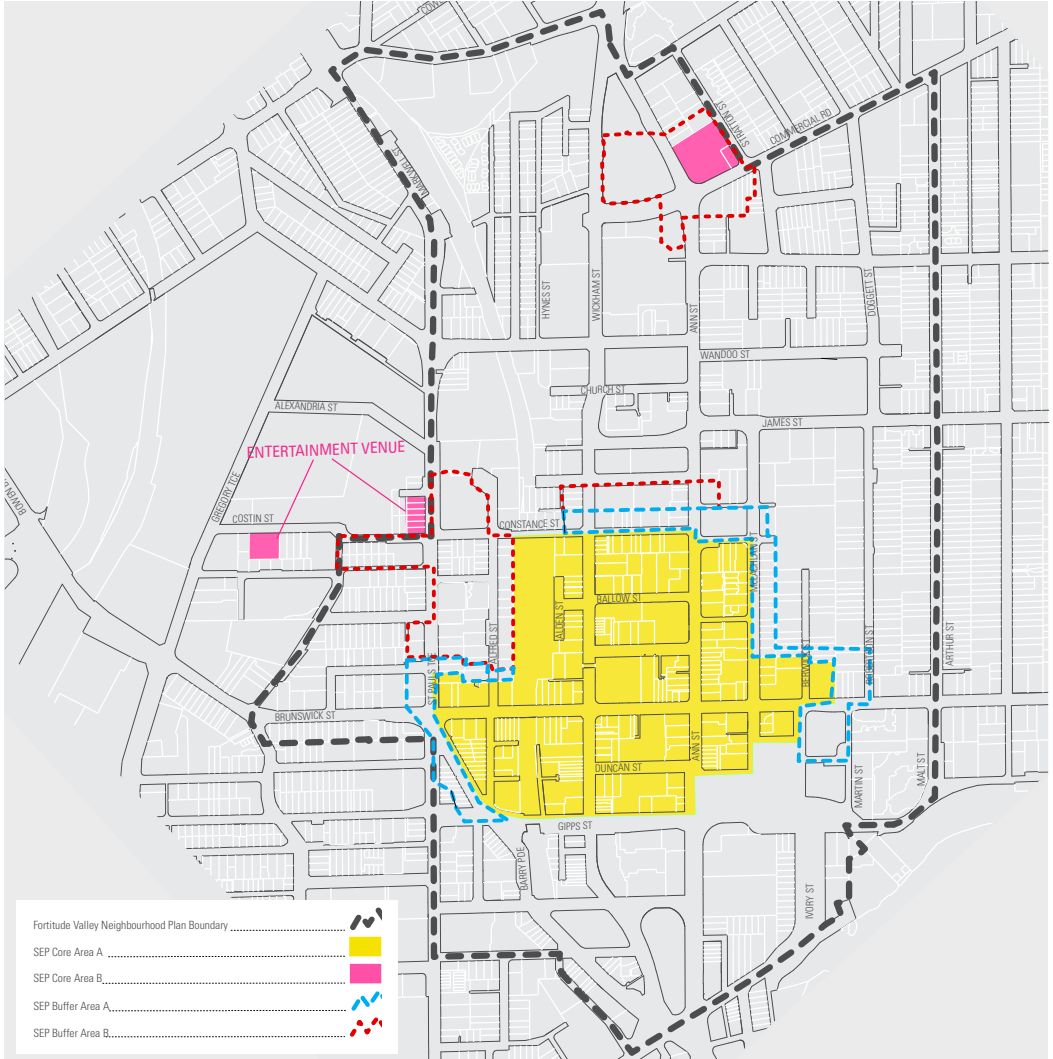 COW
STRATTON ST
COMMERCIAL RD
MARKWELL ST
HYNES ST
WICKHAM ST
ANN ST
DOGGETT ST
WANDOO ST
CHURCH ST
ALEXANDRIA ST
JAMES ST
ENTERTAINMENT VENUE
GREGORY TCE
BOWEN
COSTIN ST
CONSTANCE ST
BALLOW ST
ALDEN ST
ALFRED ST
ST PAULS TCE
ARTHUR ST
BRUNSWICK ST
ANN ST
DUNCAN ST
MARTIN ST
MALT ST
GIPPS ST
BARRY PDE
IVORY ST
Fortitude Valley Neighbourhood Plan Boundary
SEP Core Area A
SEP Core Area B
SEP Buffer Area A
SEP Buffer Area B